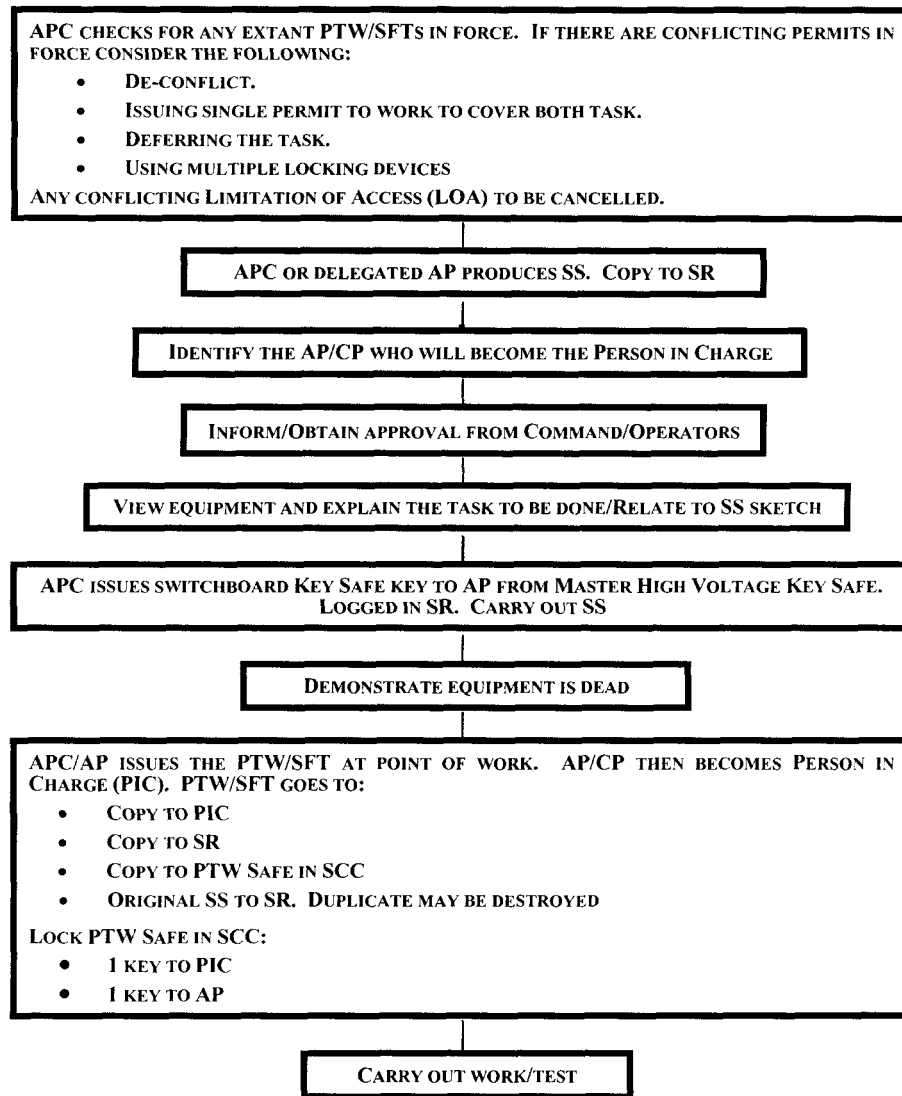 APC CHECKS FOR ANY EXTANT PTW/SFTS IN FORCE. IF THERE ARE CONFLICTING PERMITS IN
FORCE CONSIDER THE FOLLOWING:
• DE-CONFLICT.
• ISSUING SINGLE PERMIT TO WORK TO COVER BOTH TASK.
• DEFERRING THE TASK.
• USING MULTIPLE LOCKING DEVICES
ANY CONFLICTING LIMITATION OF ACCESS (LOA) TO BE CANCELLED.
APC OR DELEGATED AP PRODUCES SS. COPY TO SR
IDENTIFY THE AP/CP WHO WILL BECOME THE PERSON IN CHARGE
INFORM/OBTAIN APPROVAL FROM COMMAND/OPERATORS
VIEW EQUIPMENT AND EXPLAIN THE TASK TO BE DONE/RELATE TO SS SKETCH
APC ISSUES SWITCHBOARD KEY SAFE KEY TO AP FROM MASTER HIGH VOLTAGE KEY SAFE.
LOGGED IN SR. CARRY OUT SS
DEMONSTRATE EQUIPMENT IS DEAD
APC/AP ISSUES THE PTW/SFT AT POINT OF WORK. AP/CP THEN BECOMES PERSON IN
CHARGE (PIC). PTW/SFT GOES TO:
• COPY TO PIC
• COPY TO SR
• COPY TO PTW SAFE IN SCC
• ORIGINAL SS TO SR. DUPLICATE MAY BE DESTROYED
LOCK PTW SAFE IN SCC:
• 1 KEY TO PIC
• 1 KEY TO AP
CARRY OUT WORK/TEST